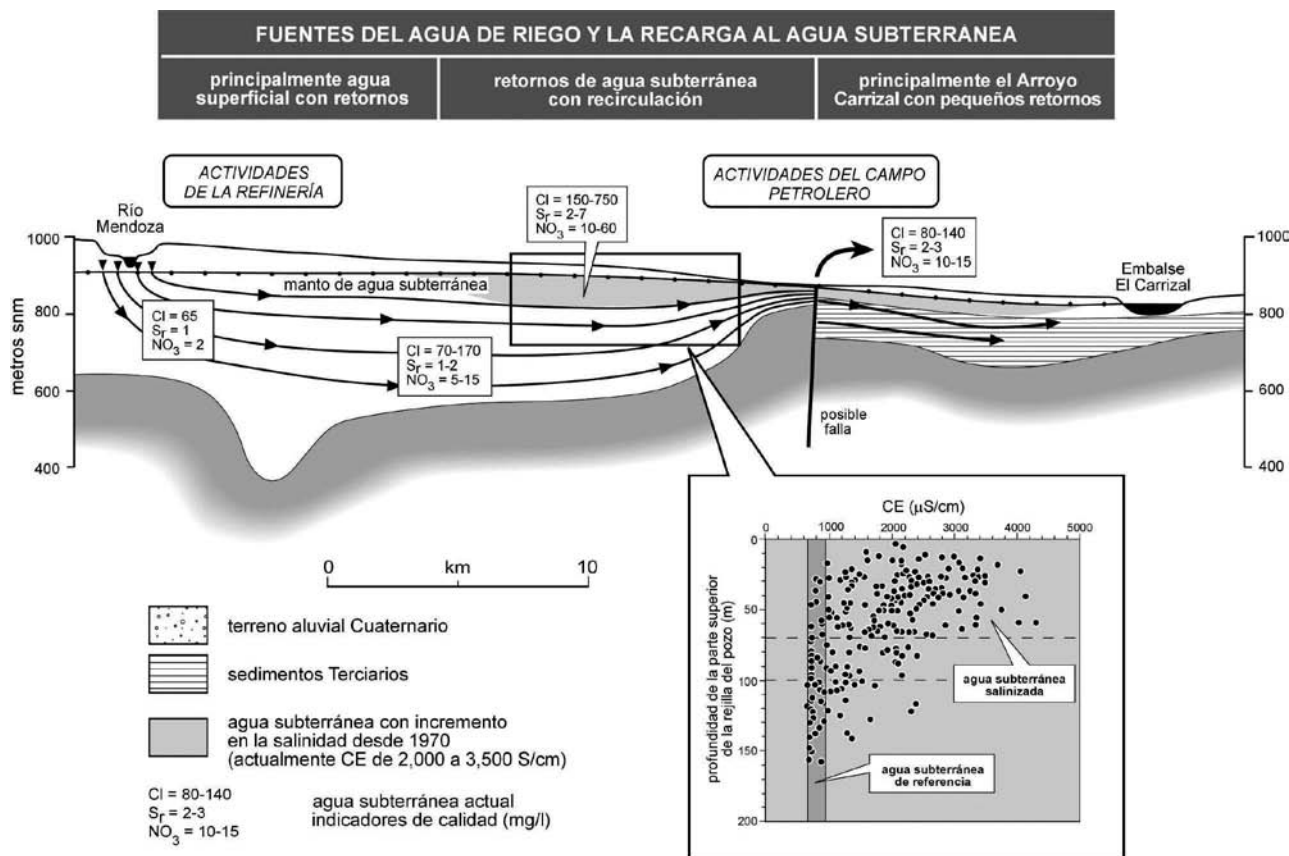 FUENTES DEL AGUA DE RIEGO Y LA RECARGA AL AGUA SUBTERRÁNEA
principalmente agua
superficial con retornos
retornos de agua subterránea
con recirculación
principalmente el Arroyo
Carrizal con pequeños retornos
ACTIVIDADES
DE LA REFINERÍA
ACTIVIDADES DEL CAMPO
PETROLERO
Río
Mendoza
Cl = 150-750
Sr = 2-7
NO3 = 10-60
Cl = 80-140
Sr = 2-3
NO3 = 10-15
Embalse
El Carrizal
metros snm
1000
800
600
400
manto de agua subterránea
Cl = 65
Sr = 1
NO3 = 2
Cl = 70-170
Sr = 1-2
NO3 = 5-15
posible
falla
1000
800
600
400
0 km 10
terreno aluvial Cuaternario
sedimentos Terciarios
agua subterránea con incremento
en la salinidad desde 1970
(actualmente CE de 2,000 a 3,500 S/cm)
Cl = 80-140
Sr = 2-3
NO3 = 10-15
agua subterránea actual
indicadores de calidad (mg/l)
CE (µS/cm)
0 1000 2000 3000 4000 5000
profundidad de la parte superior
de la rejilla del pozo (m)
0
50
100
150
200
agua subterránea
salinizada
agua subterránea
de referencia